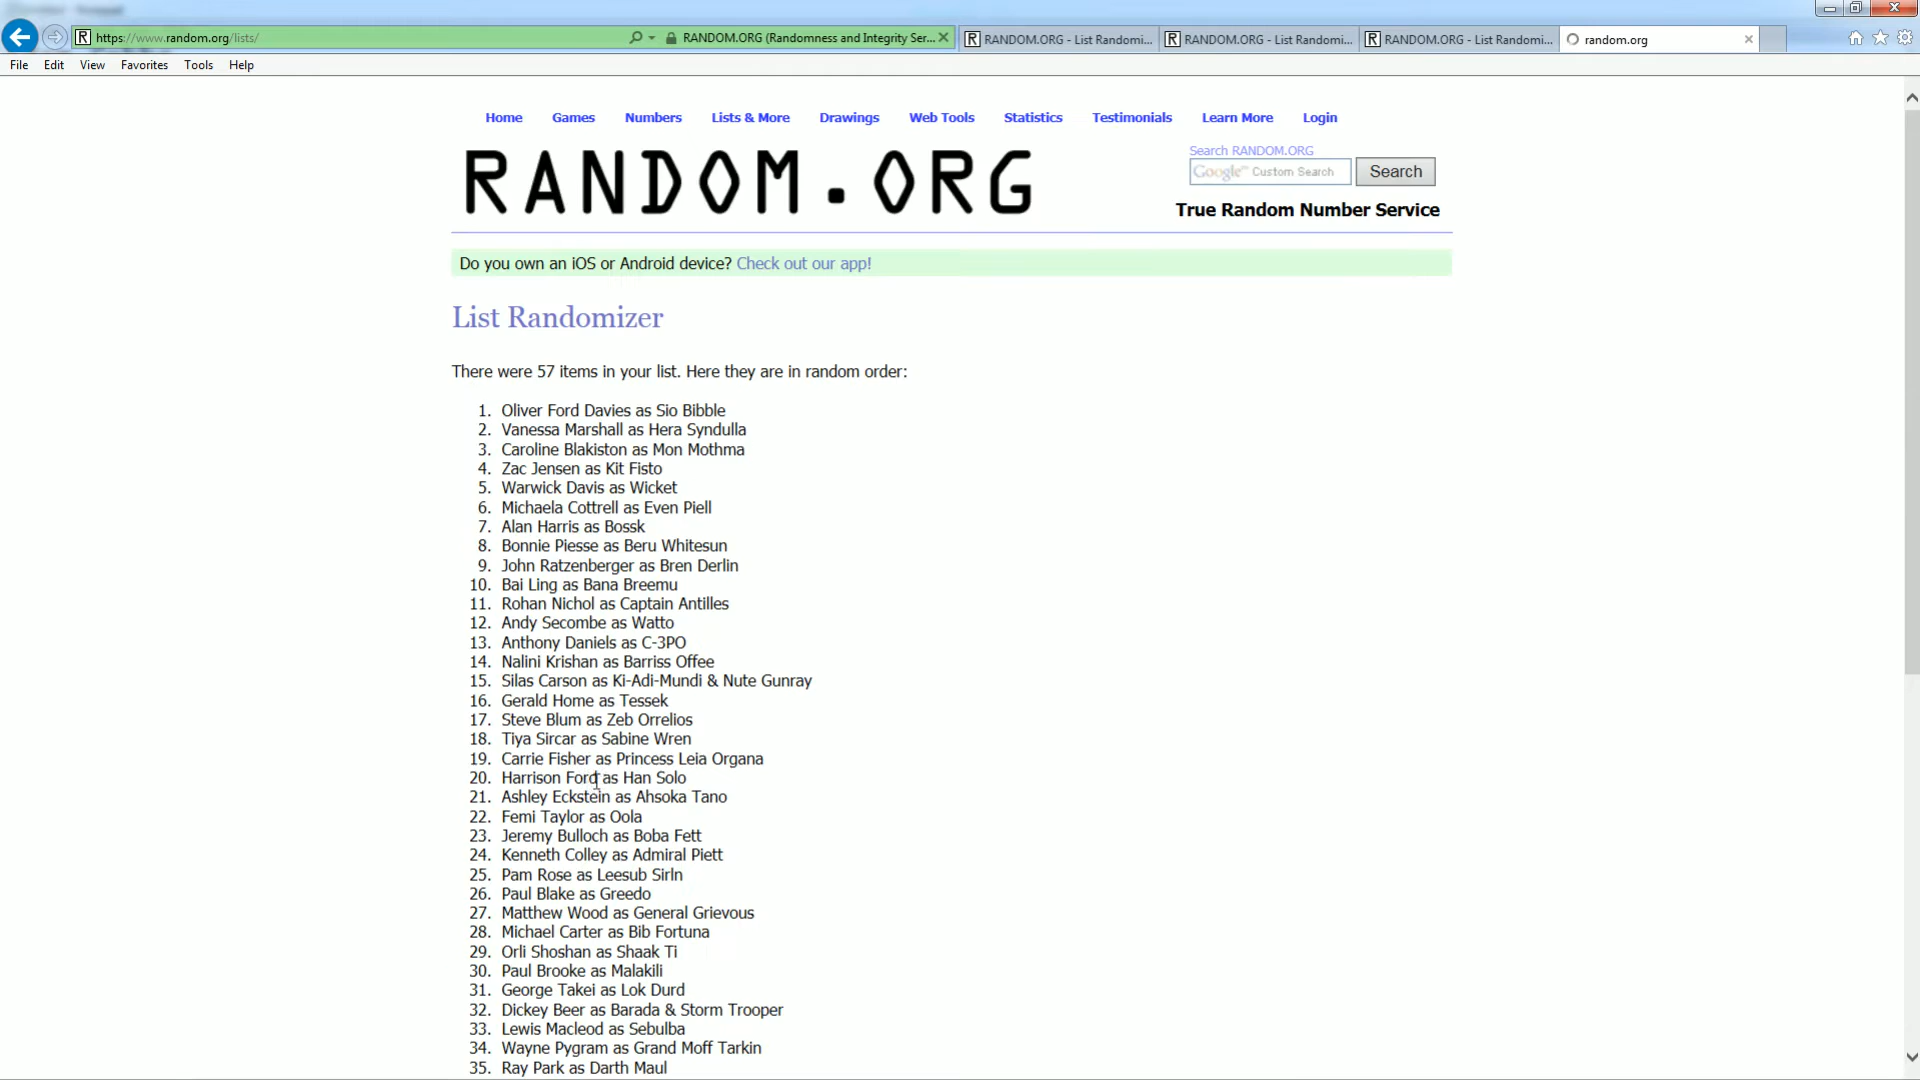 https://www.random.org/lists/
RANDOM.ORG (Randomness and Integrity Ser...
RANDOM.ORG - List Randomi...
RANDOM.ORG - List Randomi...
RANDOM.ORG - List Randomi...
random.org
File Edit View Favorites Tools Help
Home Games Numbers Lists & More Drawings Web Tools Statistics Testimonials Learn More Login
RANDOM.ORG
Search RANDOM.ORG
Google™ Custom Search
Search
True Random Number Service
Do you own an iOS or Android device? Check out our app!
List Randomizer
There were 57 items in your list. Here they are in random order:
1. Oliver Ford Davies as Sio Bibble
2. Vanessa Marshall as Hera Syndulla
3. Caroline Blakiston as Mon Mothma
4. Zac Jensen as Kit Fisto
5. Warwick Davis as Wicket
6. Michaela Cottrell as Even Piell
7. Alan Harris as Bossk
8. Bonnie Piesse as Beru Whitesun
9. John Ratzenberger as Bren Derlin
10. Bai Ling as Bana Breemu
11. Rohan Nichol as Captain Antilles
12. Andy Secombe as Watto
13. Anthony Daniels as C-3PO
14. Nalini Krishan as Barriss Offee
15. Silas Carson as Ki-Adi-Mundi & Nute Gunray
16. Gerald Home as Tessek
17. Steve Blum as Zeb Orrelios
18. Tiya Sircar as Sabine Wren
19. Carrie Fisher as Princess Leia Organa
20. Harrison Ford as Han Solo
21. Ashley Eckstein as Ahsoka Tano
22. Femi Taylor as Oola
23. Jeremy Bulloch as Boba Fett
24. Kenneth Colley as Admiral Piett
25. Pam Rose as Leesub Sirln
26. Paul Blake as Greedo
27. Matthew Wood as General Grievous
28. Michael Carter as Bib Fortuna
29. Orli Shoshan as Shaak Ti
30. Paul Brooke as Malakili
31. George Takei as Lok Durd
32. Dickey Beer as Barada & Storm Trooper
33. Lewis Macleod as Sebulba
34. Wayne Pygram as Grand Moff Tarkin
35. Ray Park as Darth Maul